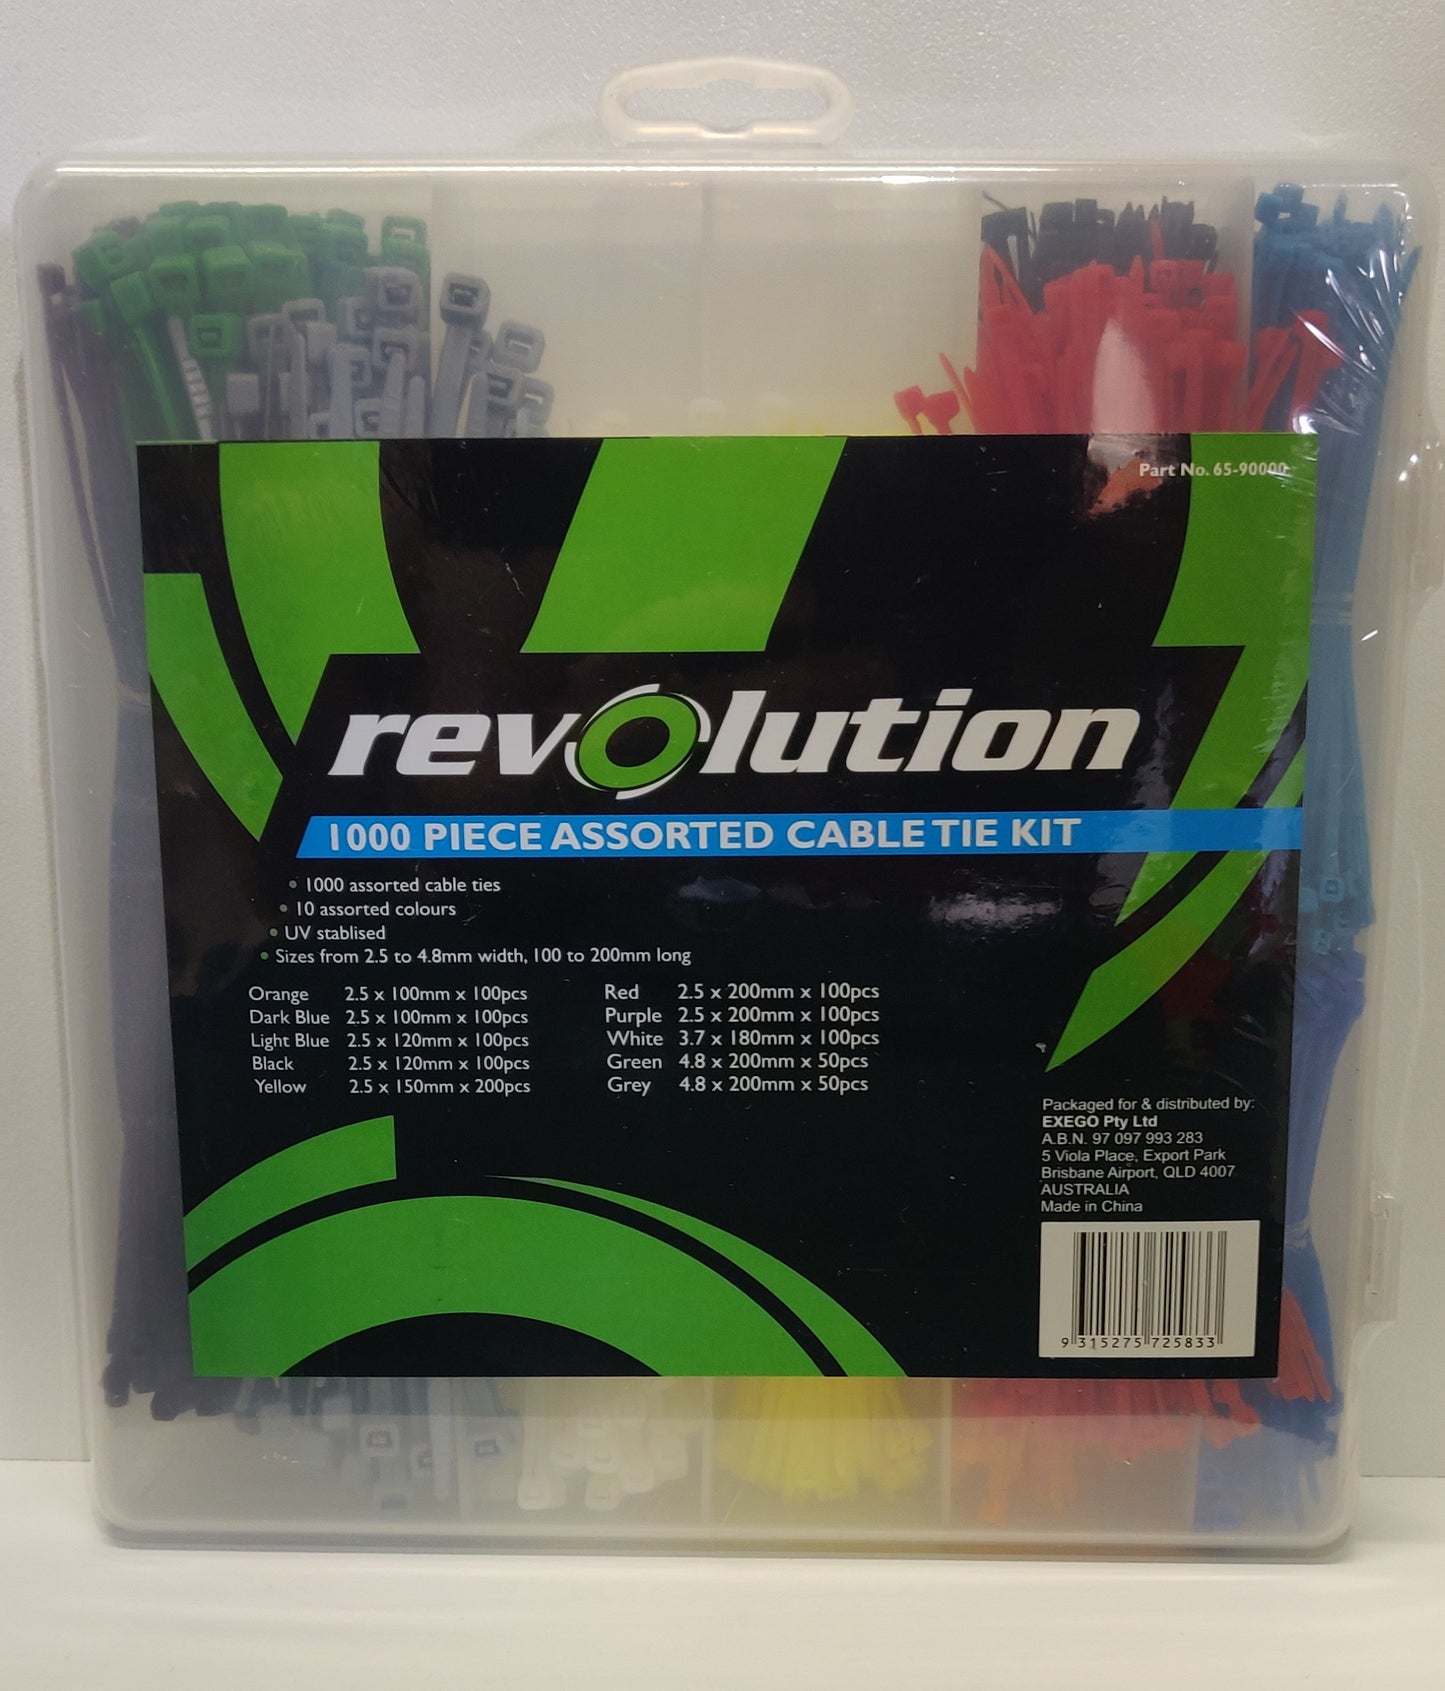 Part No. 65-90000
revolution
1000 PIECE ASSORTED CABLE TIE KIT
• 1000 assorted cable ties
• 10 assorted colours
• UV stablised
• Sizes from 2.5 to 4.8mm width, 100 to 200mm long
Orange 2.5 x 100mm x 100pcs
Dark Blue 2.5 x 100mm x 100pcs
Light Blue 2.5 x 120mm x 100pcs
Black 2.5 x 120mm x 100pcs
Yellow 2.5 x 150mm x 200pcs
Red 2.5 x 200mm x 100pcs
Purple 2.5 x 200mm x 100pcs
White 3.7 x 180mm x 100pcs
Green 4.8 x 200mm x 50pcs
Grey 4.8 x 200mm x 50pcs
Packaged for & distributed by:
EXEGO Pty Ltd
A.B.N. 97 097 993 283
5 Viola Place, Export Park
Brisbane Airport, QLD 4007
AUSTRALIA
Made in China
9 315275 725833